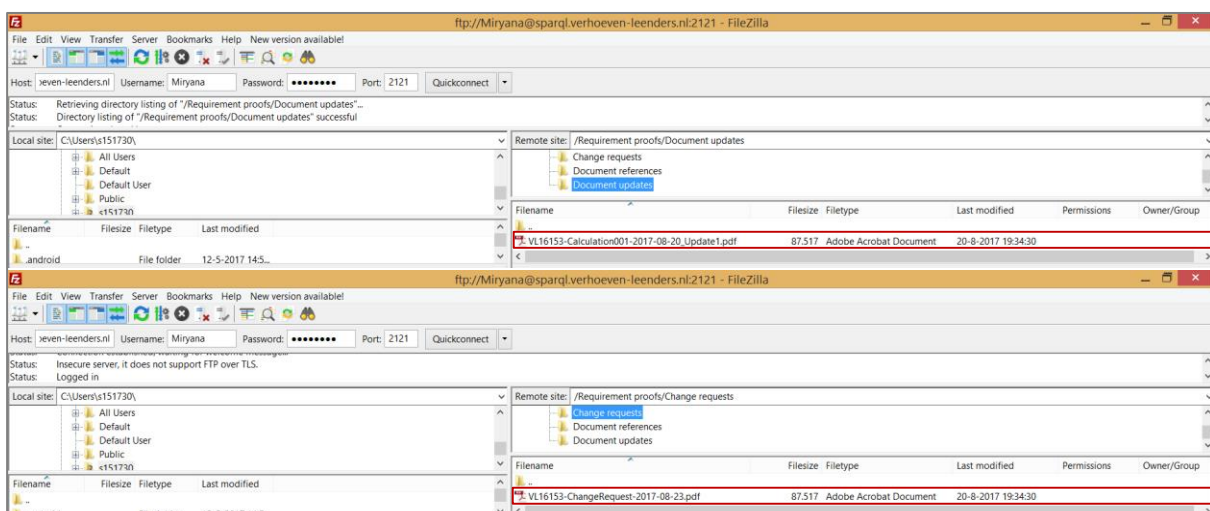 ftp://Miryana@sparql.verhoeven-leenders.nl:2121 - FileZilla
File Edit View Transfer Server Bookmarks Help New version available!
Host: oeven-leenders.nl Username: Miryana Password: ●●●●●●●● Port: 2121 Quickconnect
Status: Retrieving directory listing of "/Requirement proofs/Document updates"...
Status: Directory listing of "/Requirement proofs/Document updates" successful
Local site: C:\Users\s151730\
All Users
Default
Default User
Public
s151730
Filename Filesize Filetype Last modified
..
.android File folder 12-5-2017 14:5...
Remote site: /Requirement proofs/Document updates
Change requests
Document references
Document updates
Filename Filesize Filetype Last modified Permissions Owner/Group
..
VL16153-Calculation001-2017-08-20_Update1.pdf 87.517 Adobe Acrobat Document 20-8-2017 19:34:30
ftp://Miryana@sparql.verhoeven-leenders.nl:2121 - FileZilla
File Edit View Transfer Server Bookmarks Help New version available!
Host: oeven-leenders.nl Username: Miryana Password: ●●●●●●●● Port: 2121 Quickconnect
Status: Insecure server, it does not support FTP over TLS.
Status: Logged in
Local site: C:\Users\s151730\
All Users
Default
Default User
Public
s151730
Filename Filesize Filetype Last modified
..
Remote site: /Requirement proofs/Change requests
Change requests
Document references
Document updates
Filename Filesize Filetype Last modified Permissions Owner/Group
..
VL16153-ChangeRequest-2017-08-23.pdf 87.517 Adobe Acrobat Document 20-8-2017 19:34:30